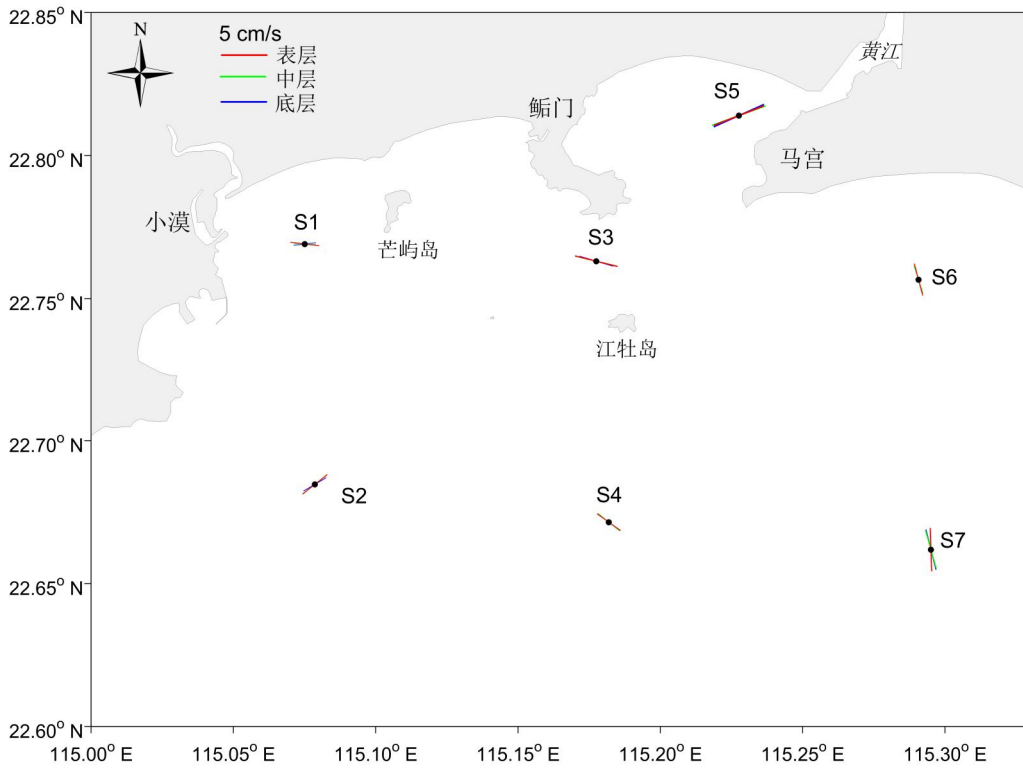 22.85° N
N
5 cm/s
表层
中层
底层
黄江
S5
鲘门
22.80° N
马宫
小漠
S1
芒屿岛
S3
S6
22.75° N
江牡岛
22.70° N
S2
S4
S7
22.65° N
22.60° N
115.00° E
115.05° E
115.10° E
115.15° E
115.20° E
115.25° E
115.30° E